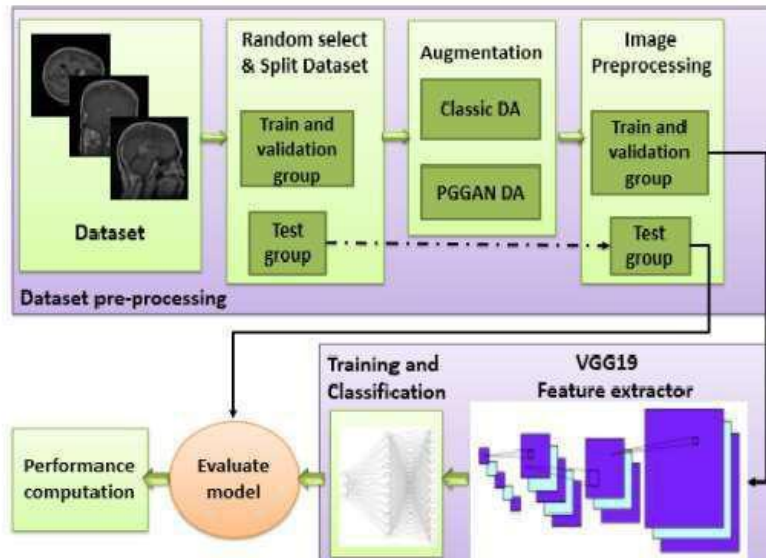 Dataset
Random select
& Split Dataset
Train and
validation
group
Test
group
Augmentation
Classic DA
PGGAN DA
Image
Preprocessing
Train and
validation
group
Test
group
Dataset pre-processing
Training and
Classification
VGG19
Feature extractor
Evaluate
model
Performance
computation